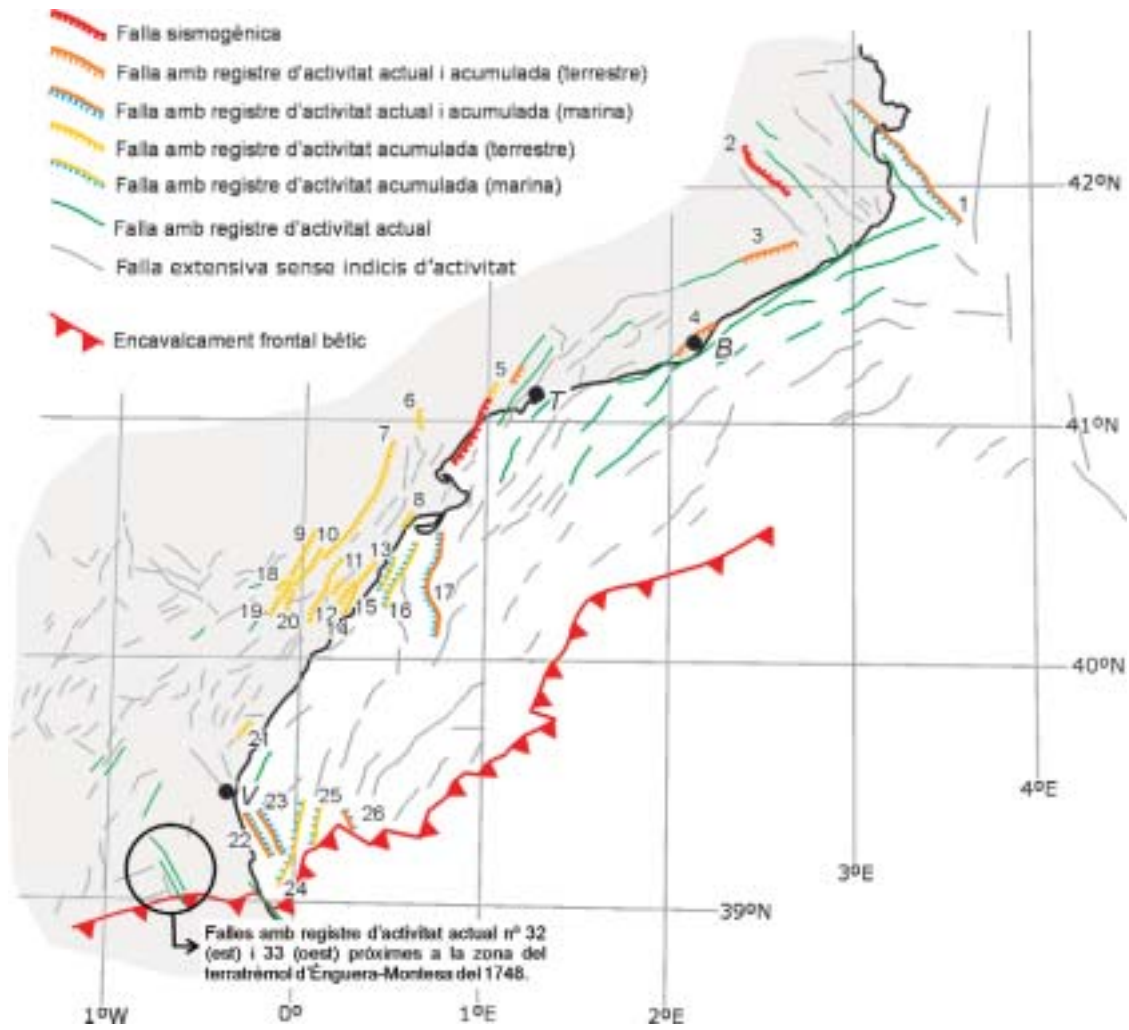 Falla sismogènica
Falla amb registre d'activitat actual i acumulada (terrestre)
Falla amb registre d'activitat actual i acumulada (marina)
Falla amb registre d'activitat acumulada (terrestre)
Falla amb registre d'activitat acumulada (marina)
Falla amb registre d'activitat actual
Falla extensiva sense indicis d'activitat
Encavalcament frontal bètic
2
42ºN
1
3
4
B
5
T
6
41ºN
7
8
9
10
11
13
18
17
19
20
12
15
16
14
40ºN
21
4ºE
V
23
25
26
22
3ºE
24
39ºN
Falles amb registre d'activitat actual nº 32
(est) i 33 (oest) próximes a la zona del
terratrèmol d'Énguera-Montesa del 1748.
1ºW
0º
1ºE
2ºE